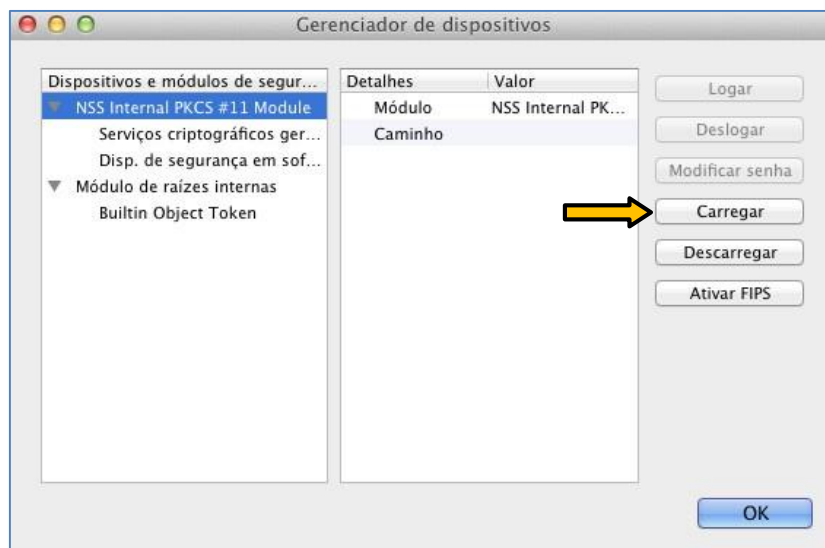 Gerenciador de dispositivos
Dispositivos e módulos de segur...
Detalhes Valor
NSS Internal PKCS #11 Module
Serviços criptográficos ger...
Disp. de segurança em sof...
Módulo de raízes internas
Builtin Object Token
Módulo NSS Internal PK...
Caminho
Logar
Deslogar
Modificar senha
Carregar
Descarregar
Ativar FIPS
OK